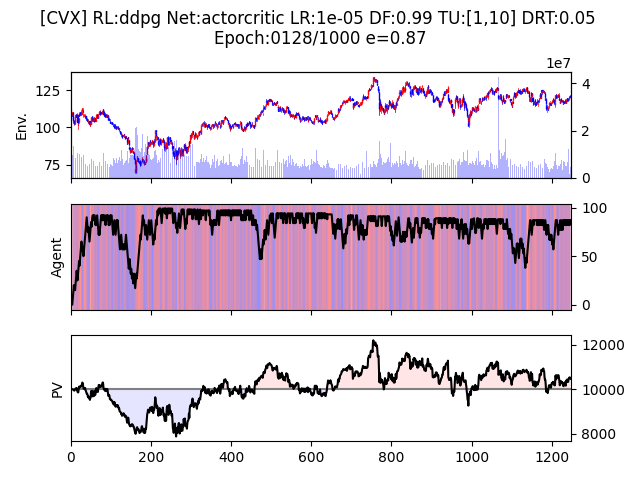 [CVX] RL:ddpg Net:actorcritic LR:1e-05 DF:0.99 TU:[1,10] DRT:0.05
Epoch:0128/1000 e=0.87
1e7
125
100
75
Env.
4
2
0
Agent
100
50
0
PV
12000
10000
8000
0 200 400 600 800 1000 1200